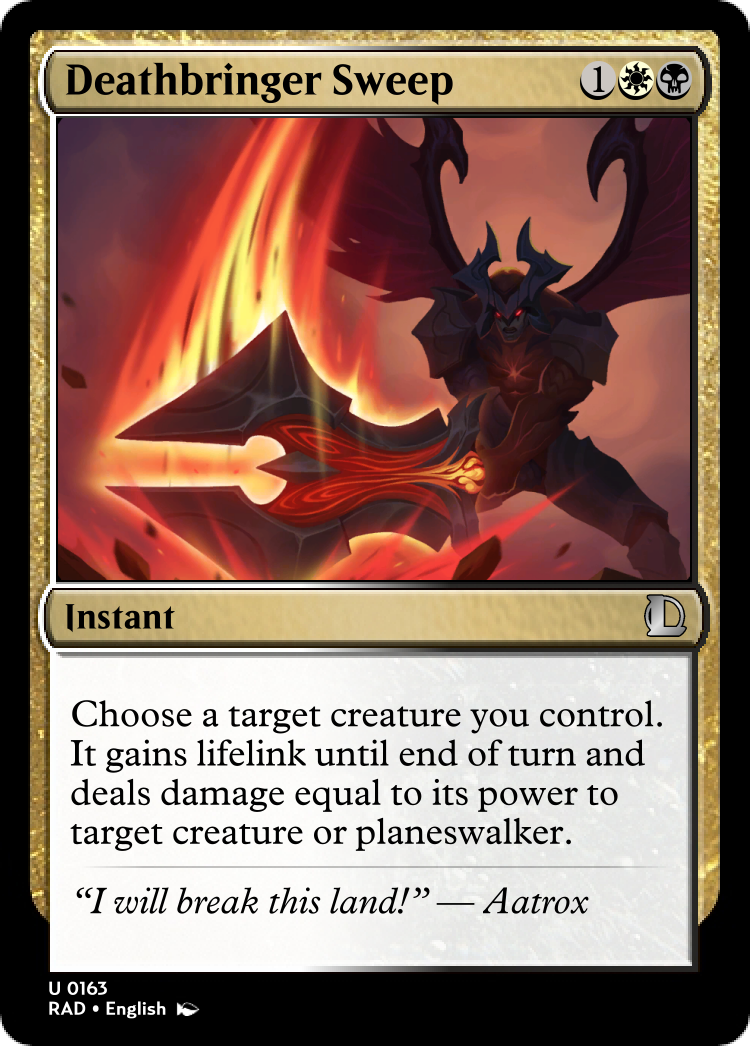 Deathbringer Sweep 1
Instant
Choose a target creature you control.
It gains lifelink until end of turn and
deals damage equal to its power to
target creature or planeswalker.
“I will break this land!” — Aatrox
U 0163
RAD • English